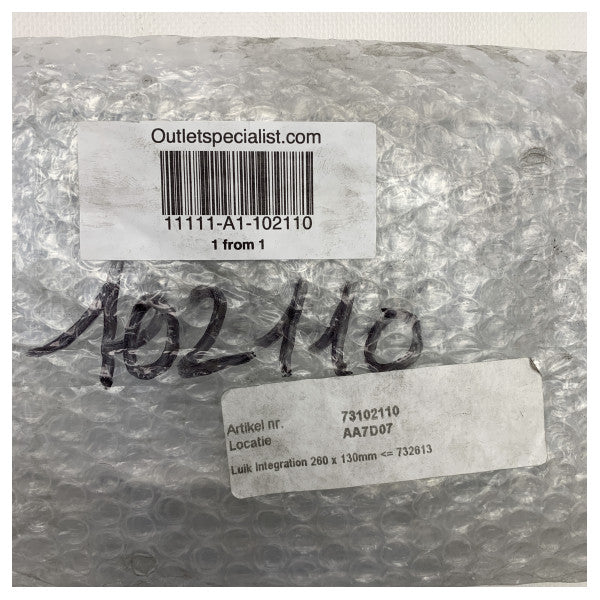 Outletspecialist.com
11111-A1-102110
1 from 1
102110
Artikel nr. 73102110
Locatie AA7D07
Luik Integration 260 x 130mm <= 732613